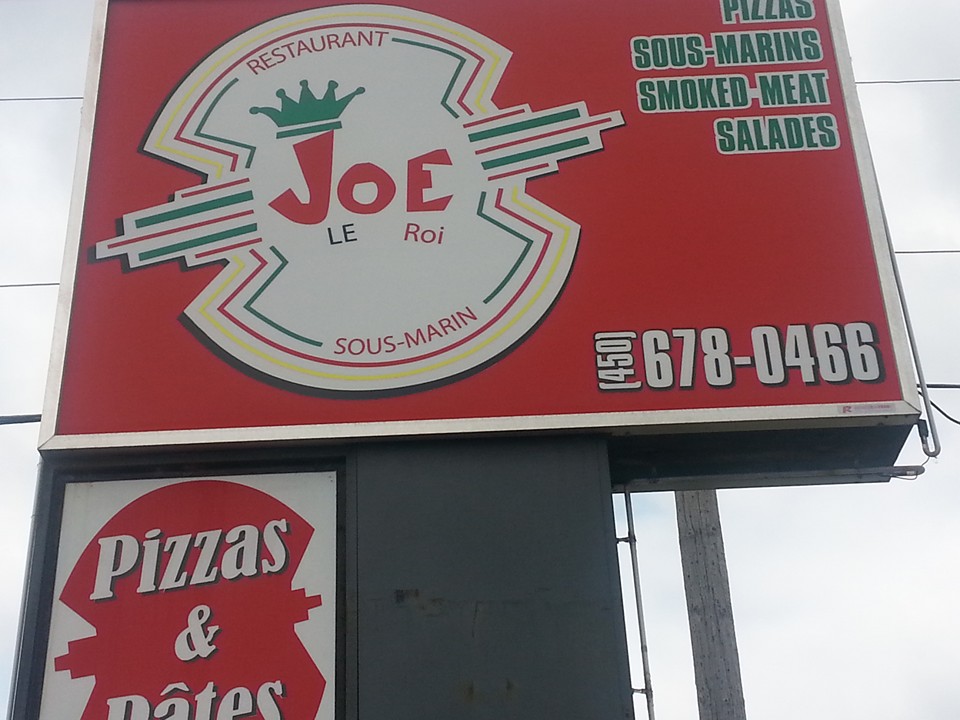 RESTAURANT
JOE
LE Roi
SOUS-MARIN
PIZZAS
SOUS-MARINS
SMOKED-MEAT
SALADES
(450) 678-0466
Pizzas
&
Pâtes